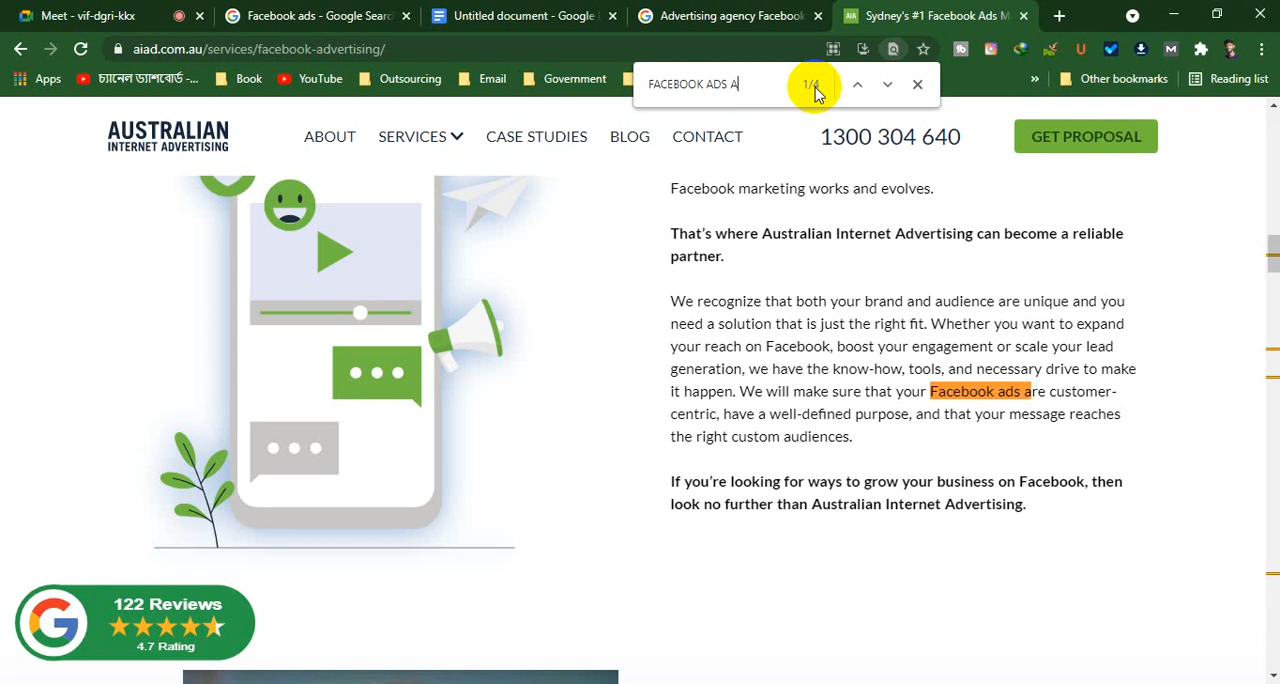 Meet - vif-dgri-kkx
Facebook ads - Google Searc
Untitled document - Google
Advertising agency Facebook
Sydney's #1 Facebook Ads M
aiad.com.au/services/facebook-advertising/
Apps
চ্যানেল ড্যাশবোর্ড -...
Book
YouTube
Outsourcing
Email
Government
»
Other bookmarks
Reading list
FACEBOOK ADS A
1/4
AUSTRALIAN
INTERNET ADVERTISING
ABOUT
SERVICES
CASE STUDIES
BLOG
CONTACT
1300 304 640
GET PROPOSAL
Facebook marketing works and evolves.
That’s where Australian Internet Advertising can become a reliable
partner.
We recognize that both your brand and audience are unique and you
need a solution that is just the right fit. Whether you want to expand
your reach on Facebook, boost your engagement or scale your lead
generation, we have the know-how, tools, and necessary drive to make
it happen. We will make sure that your Facebook ads are customer-
centric, have a well-defined purpose, and that your message reaches
the right custom audiences.
If you’re looking for ways to grow your business on Facebook, then
look no further than Australian Internet Advertising.
122 Reviews
4.7 Rating